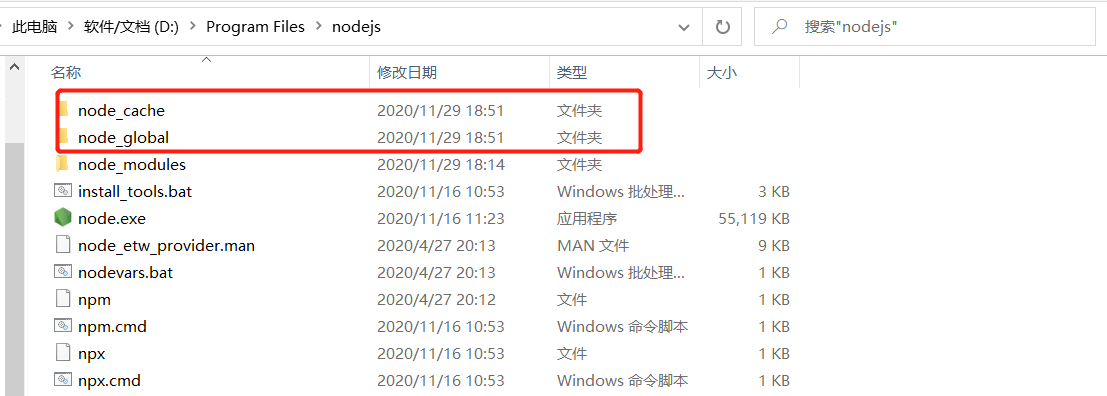 此电脑 > 软件/文档 (D:) > Program Files > nodejs
搜索"nodejs"
名称 修改日期 类型 大小
node_cache 2020/11/29 18:51 文件夹
node_global 2020/11/29 18:51 文件夹
node_modules 2020/11/29 18:14 文件夹
install_tools.bat 2020/11/16 10:53 Windows 批处理... 3 KB
node.exe 2020/11/16 11:23 应用程序 55,119 KB
node_etw_provider.man 2020/4/27 20:13 MAN 文件 9 KB
nodevars.bat 2020/4/27 20:13 Windows 批处理... 1 KB
npm 2020/4/27 20:12 文件 1 KB
npm.cmd 2020/11/16 10:53 Windows 命令脚本 1 KB
npx 2020/11/16 10:53 文件 1 KB
npx.cmd 2020/11/16 10:53 Windows 命令脚本 1 KB